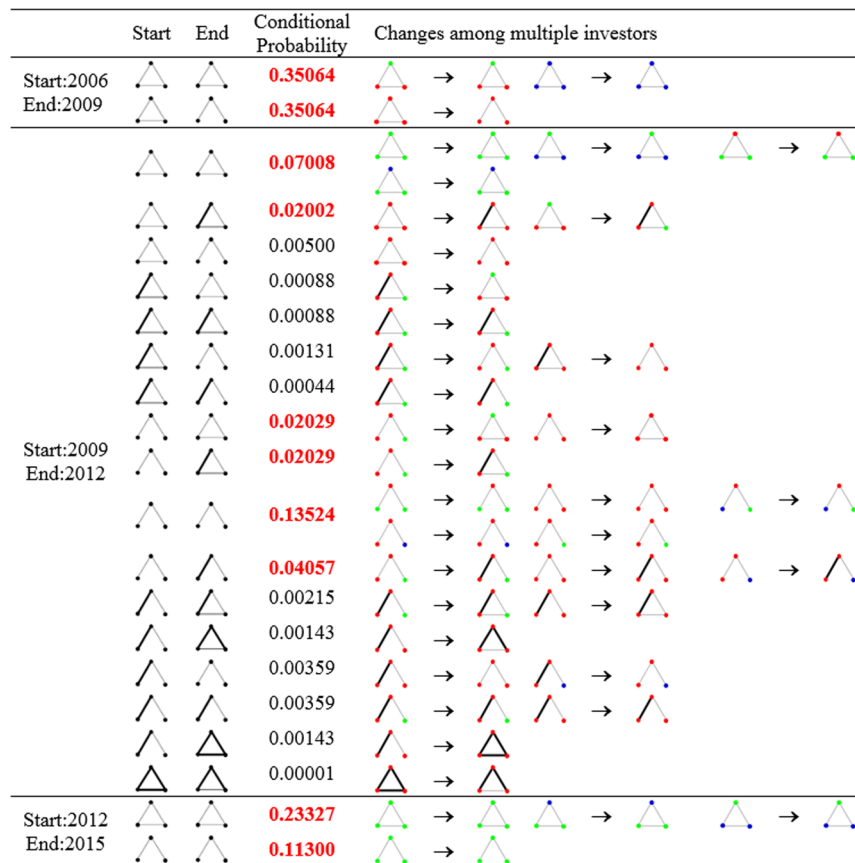 Start End Conditional Probability Changes among multiple investors
Start:2006
End:2009
0.35064 → →
0.35064 →
Start:2009
End:2012
0.07008 → → →
→
0.02002 → →
0.00500 →
0.00088 →
0.00088 →
0.00131 → →
0.00044 →
0.02029 → →
0.02029 →
0.13524 → → →
→ →
0.04057 → → →
0.00215 → →
0.00143 →
0.00359 → →
0.00359 → →
0.00143 →
0.00001 →
Start:2012
End:2015
0.23327 → → →
0.11300 →